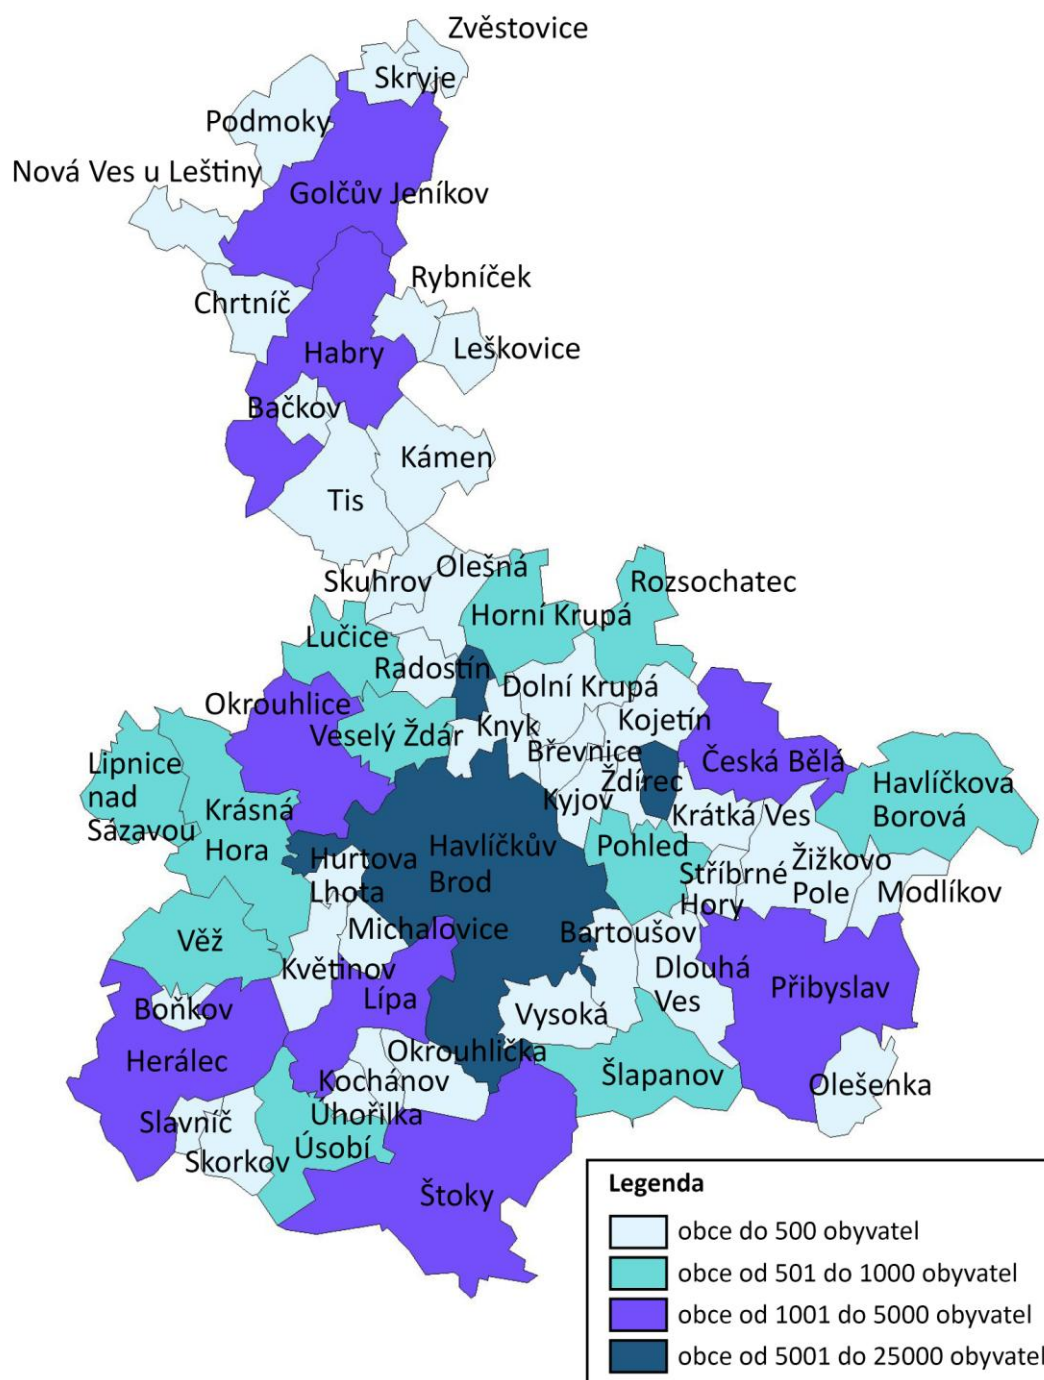 Zvěstovice
Skryje
Podmoky
Nová Ves u Leštiny
Golčův Jeníkov
Rybníček
Chrtníč
Leškovice
Habry
Bačkov
Kámen
Tis
Olešná
Skuhrov
Rozsochatec
Horní Krupá
Lučice
Radostín
Dolní Krupá
Okrouhlice
Kojetín
Knyk
Veselý Ždár
Břevnice
Česká Bělá
Lipnice
nad
Sázavou
Ždírec
Havlíčkova
Borová
Kyjov
Krátká Ves
Krásná
Hora
Hurtova
Lhota
Havlíčkův
Brod
Pohled
Stříbrné
Hory
Žižkovo
Pole
Modlíkov
Michalovice
Bartoušov
Věž
Květinov
Dlouhá
Ves
Přibyslav
Lípa
Boňkov
Vysoká
Okrouhlička
Herálec
Šlapanov
Kochánov
Olešenka
Úhořilka
Slavníč
Úsobí
Skorkov
Štoky
Legenda
obce do 500 obyvatel
obce od 501 do 1000 obyvatel
obce od 1001 do 5000 obyvatel
obce od 5001 do 25000 obyvatel